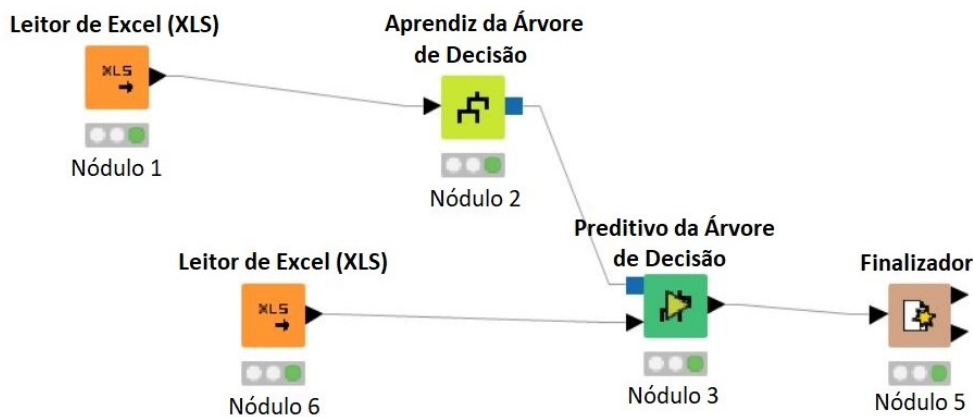 Leitor de Excel (XLS)
XLS
Nódulo 1
Aprendiz da Árvore
de Decisão
Nódulo 2
Leitor de Excel (XLS)
XLS
Nódulo 6
Preditivo da Árvore
de Decisão
Nódulo 3
Finalizador
Nódulo 5